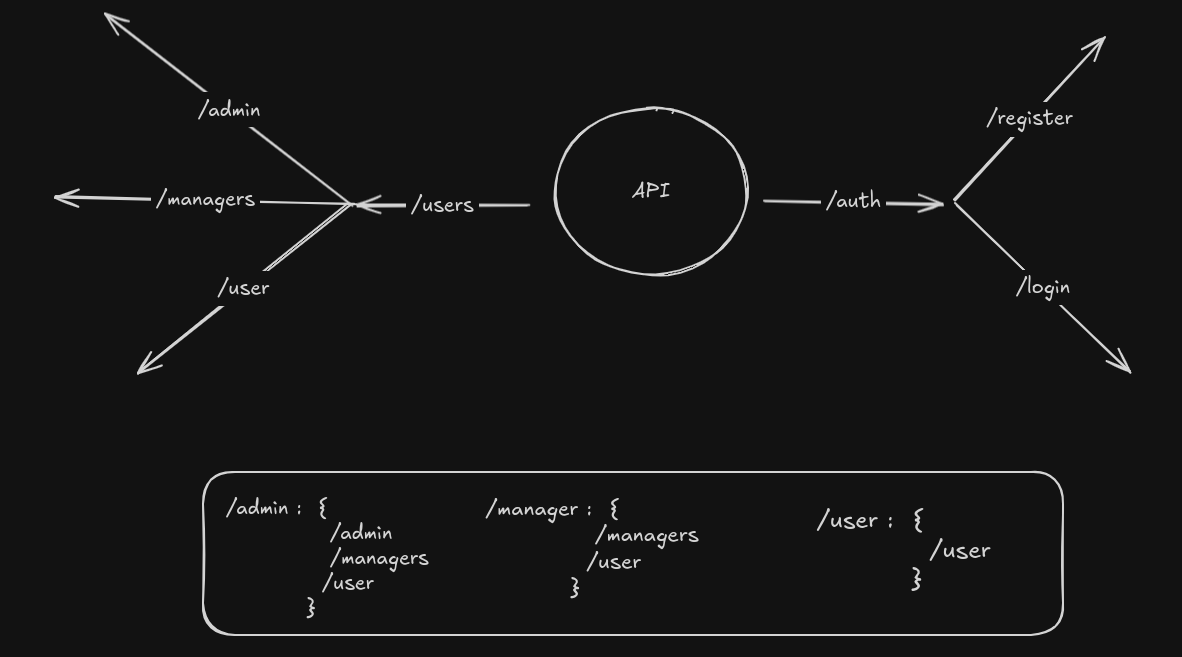 /admin
/register
/managers
/users
API
/auth
/user
/login
/admin : {
/admin
/managers
/user
}
/manager : {
/managers
/user
}
/user : {
/user
}